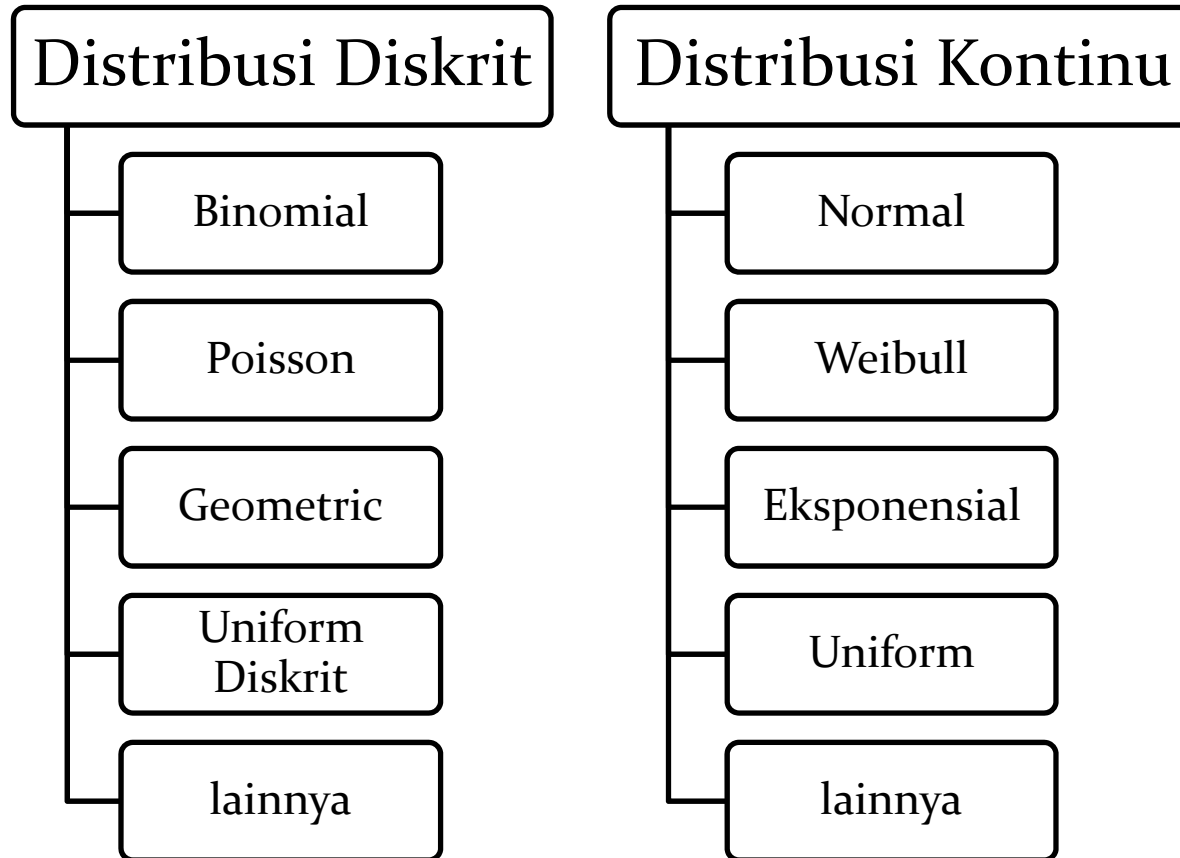 Distribusi Diskrit
Binomial
Poisson
Geometric
Uniform
Diskrit
lainnya
Distribusi Kontinu
Normal
Weibull
Eksponensial
Uniform
lainnya